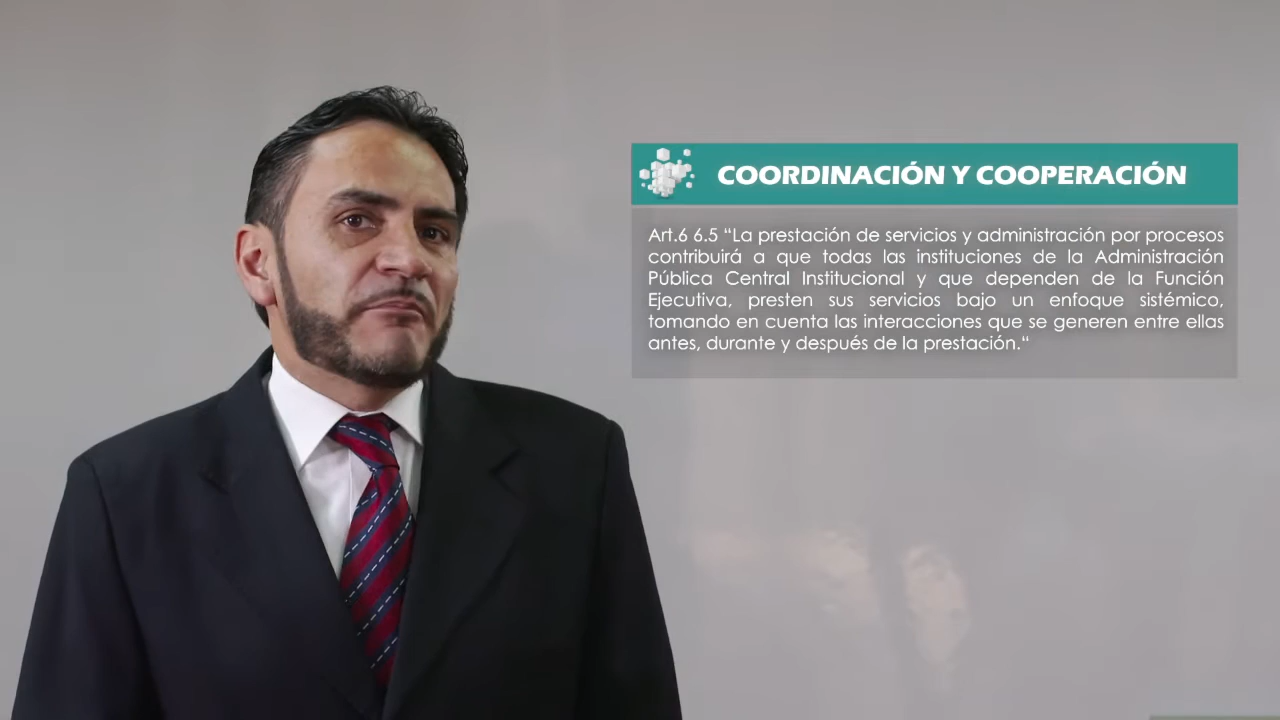 COORDINACIÓN Y COOPERACIÓN
Art.6 6.5 “La prestación de servicios y administración por procesos
contribuirá a que todas las instituciones de la Administración
Pública Central Institucional y que dependen de la Función
Ejecutiva, presten sus servicios bajo un enfoque sistémico,
tomando en cuenta las interacciones que se generen entre ellas
antes, durante y después de la prestación.“